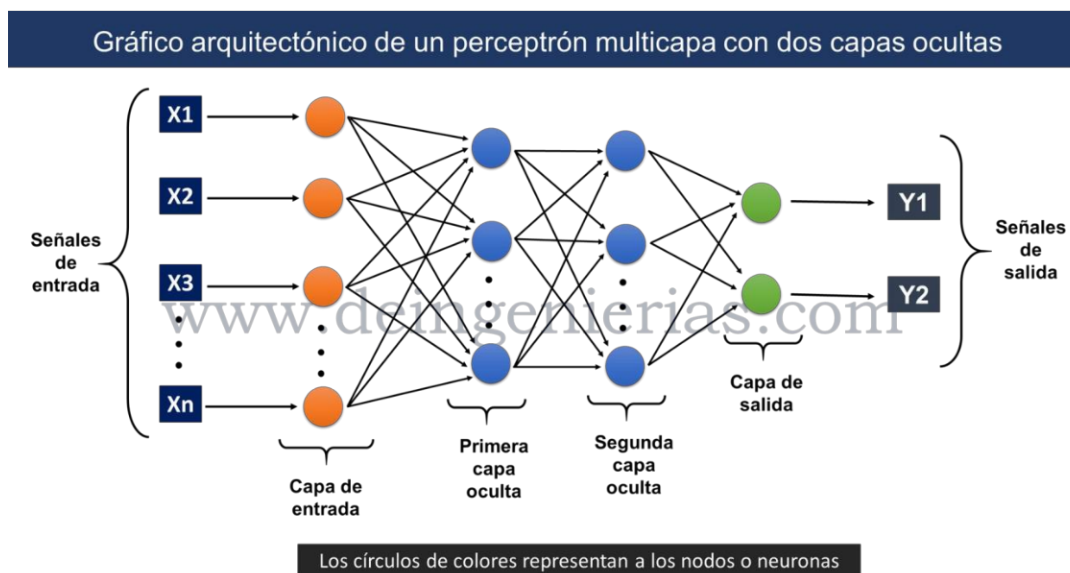 Gráfico arquitectónico de un perceptrón multicapa con dos capas ocultas
Señales
de
entrada
X1
X2
X3
Xn
Capa de
entrada
Primera
capa
oculta
Segunda
capa
oculta
Capa de
salida
Y1
Y2
Señales
de
salida
www.deingenierias.com
Los círculos de colores representan a los nodos o neuronas